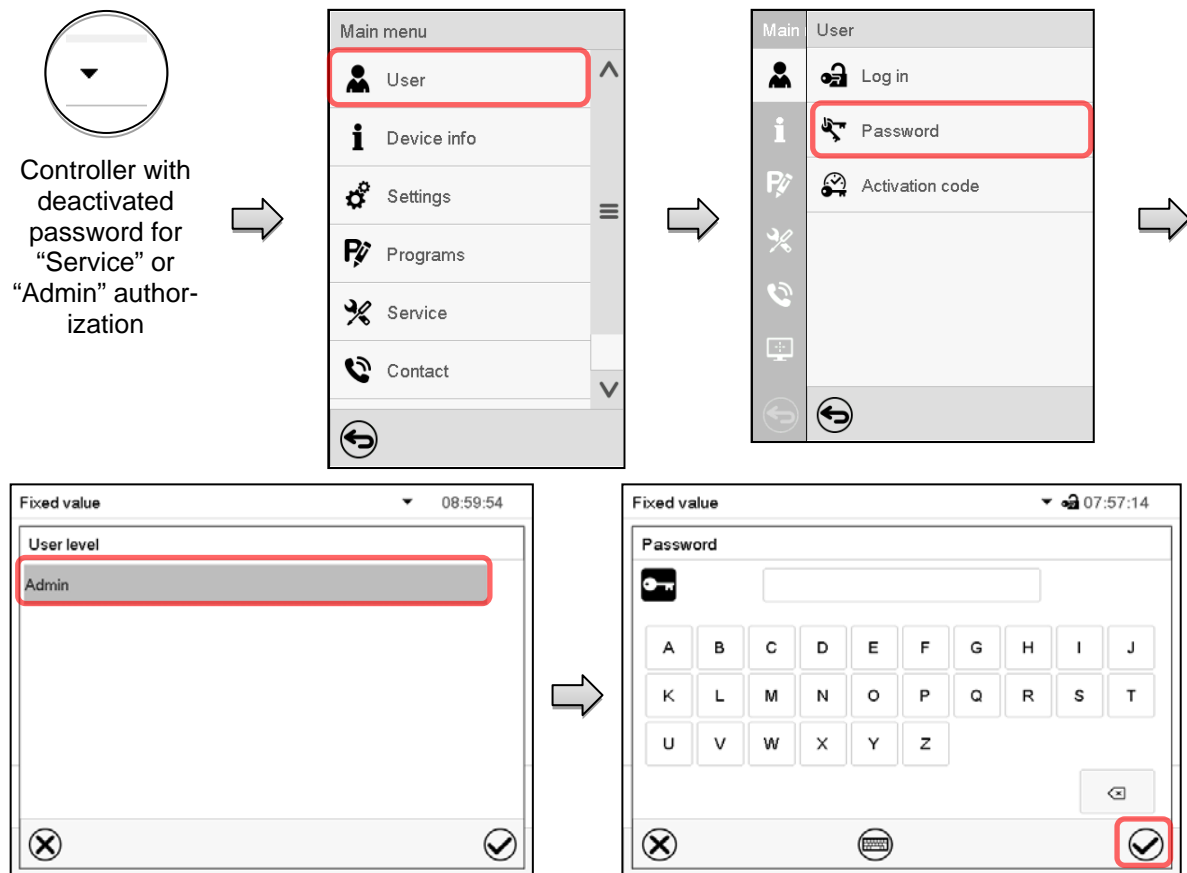 Controller with
deactivated
password for
“Service” or
“Admin” author-
ization
Main menu
User
Device info
Settings
Programs
Service
Contact
Main
User
Log in
Password
Activation code
Fixed value 08:59:54
User level
Admin
Fixed value 07:57:14
Password
A B C D E F G H I J
K L M N O P Q R S T
U V W X Y Z